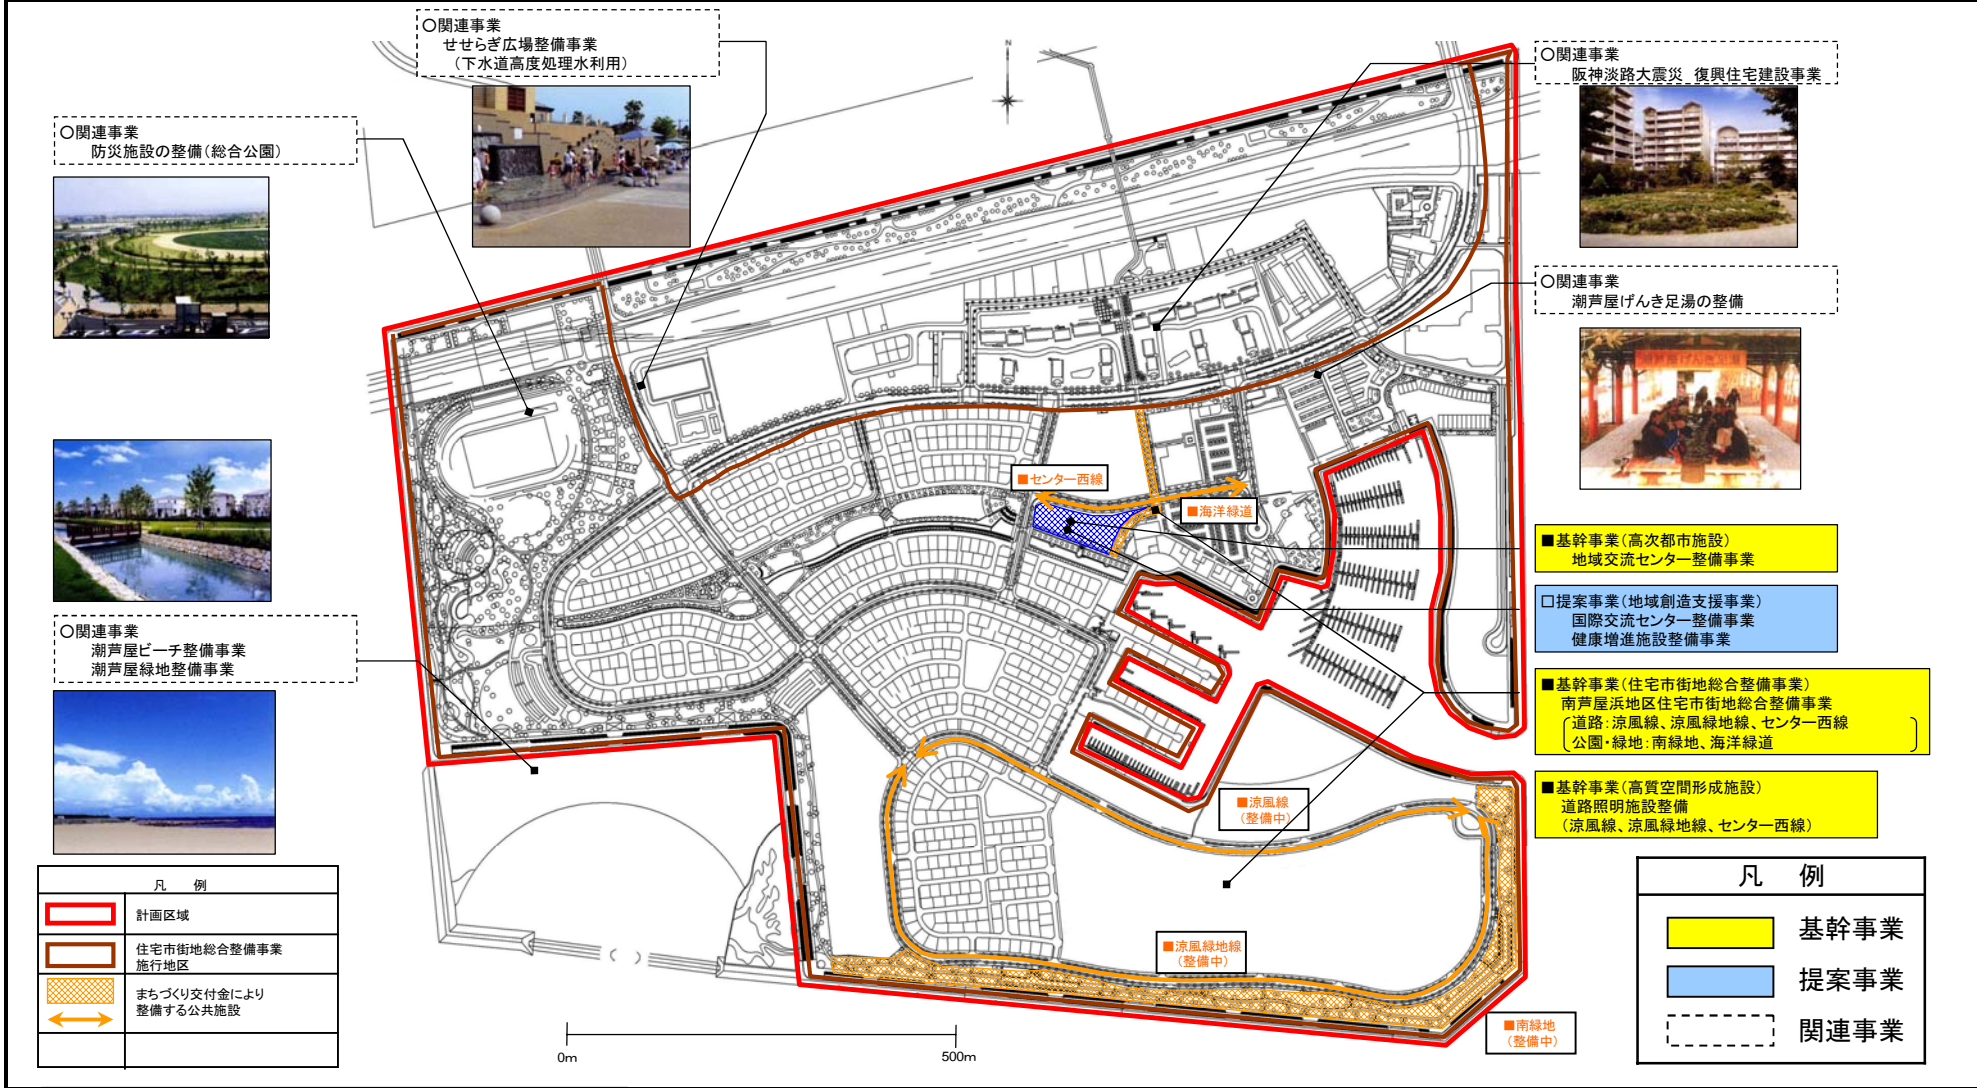 〇関連事業
せせらぎ広場整備事業
(下水道高度処理水利用)
〇関連事業
防災施設の整備(総合公園)
〇関連事業
潮芦屋ビーチ整備事業
潮芦屋緑地整備事業
N
〇関連事業
阪神淡路大震災 復興住宅建設事業
〇関連事業
潮芦屋げんき足湯の整備
■センター西線
■海洋緑道
■涼風線
(整備中)
■涼風緑地線
(整備中)
■南緑地
(整備中)
■基幹事業(高次都市施設)
地域交流センター整備事業
□提案事業(地域創造支援事業)
国際交流センター整備事業
健康増進施設整備事業
■基幹事業(住宅市街地総合整備事業)
南芦屋浜地区住宅市街地総合整備事業
道路:涼風線、涼風緑地線、センター西線
公園・緑地:南緑地、海洋緑道
■基幹事業(高質空間形成施設)
道路照明施設整備
(涼風線、涼風緑地線、センター西線)
凡 例
計画区域
住宅市街地総合整備事業
施行地区
まちづくり交付金により
整備する公共施設
0m
500m
凡 例
基幹事業
提案事業
関連事業